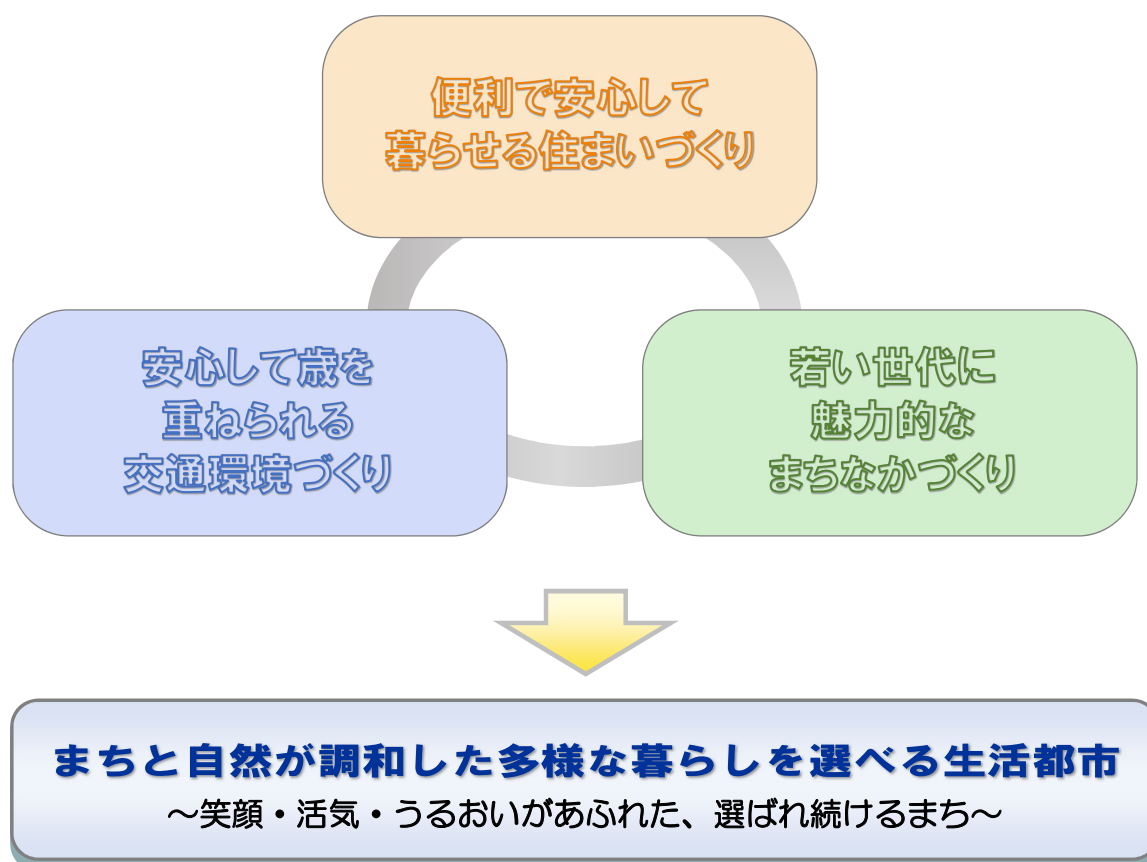 便利で安心して
暮らせる住まいづくり
安心して歳を
重ねられる
交通環境づくり
若い世代に
魅力的な
まちなかづくり
まちと自然が調和した多様な暮らしを選べる生活都市
～笑顔・活気・うるおいがあふれた、選ばれ続けるまち～